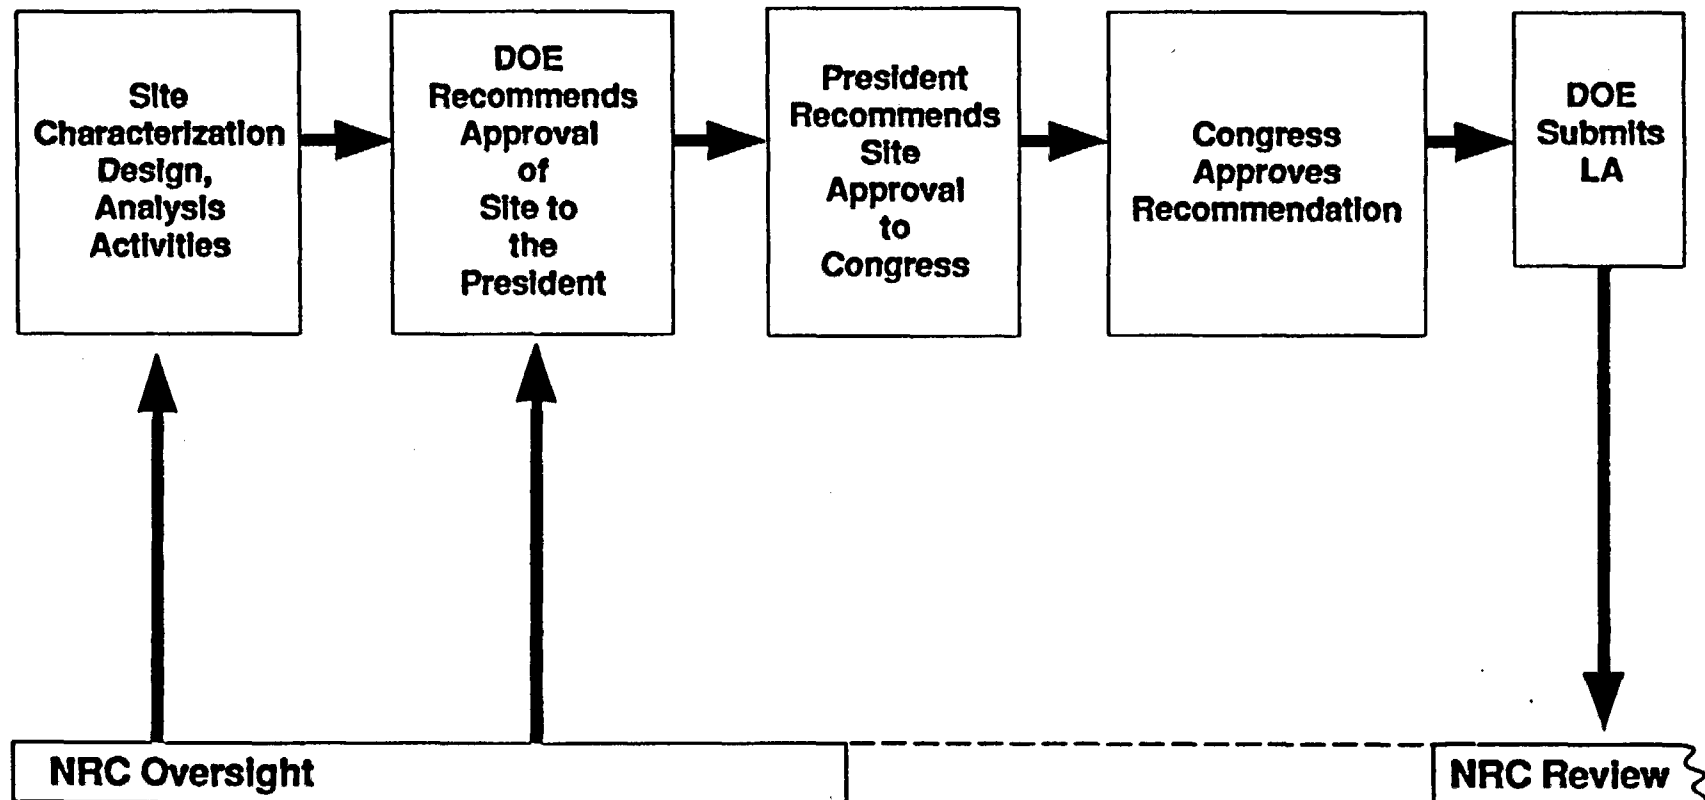 Site
Characterization
Design,
Analysis
Activities
DOE
Recommends
Approval
of
Site to
the
President
President
Recommends
Site
Approval
to
Congress
Congress
Approves
Recommendation
DOE
Submits
LA
NRC Oversight
NRC Review